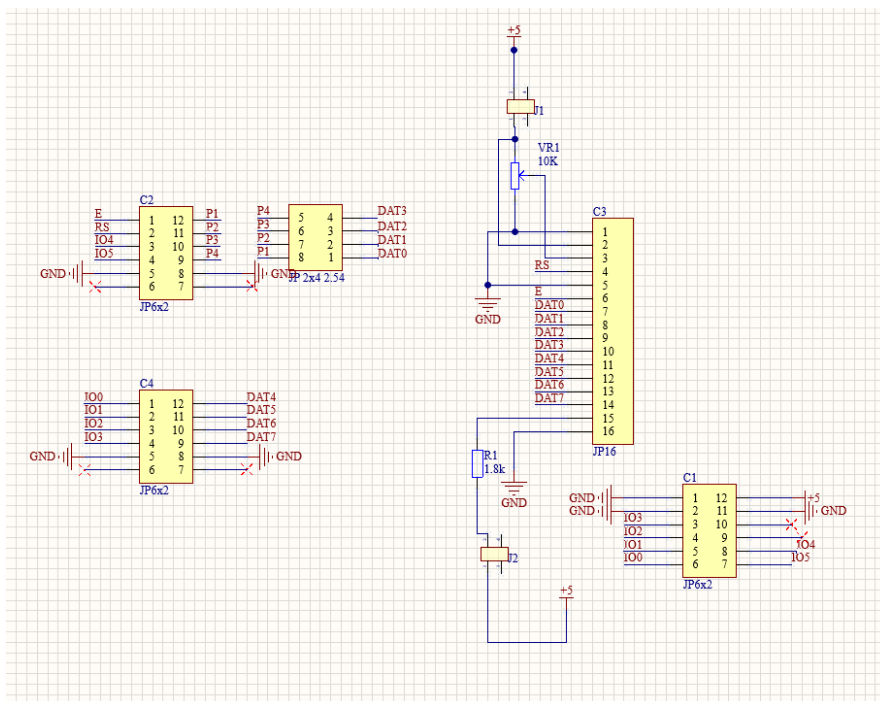 +5
J1
VR1
10K
C2
E 1 12 P1
RS 2 11 P2
IO4 3 10 P3
IO5 4 9 P4
GND 5 8 GND
6 7
JP6x2
P4 5 4 DAT3
P3 6 3 DAT2
P2 7 2 DAT1
P1 8 1 DAT0
JP 2x4 2.54
C3
1
2
3
RS 4
5
E 6
DAT0 7
DAT1 8
DAT2 9
DAT3 10
DAT4 11
DAT5 12
DAT6 13
DAT7 14
15
16
JP16
GND
C4
IO0 1 12 DAT4
IO1 2 11 DAT5
IO2 3 10 DAT6
IO3 4 9 DAT7
GND 5 8 GND
6 7
JP6x2
R1
1.8k
GND
J2
+5
C1
GND 1 12 +5
GND 2 11 GND
IO3 3 10
IO2 4 9
IO1 5 8 IO4
IO0 6 7 IO5
JP6x2